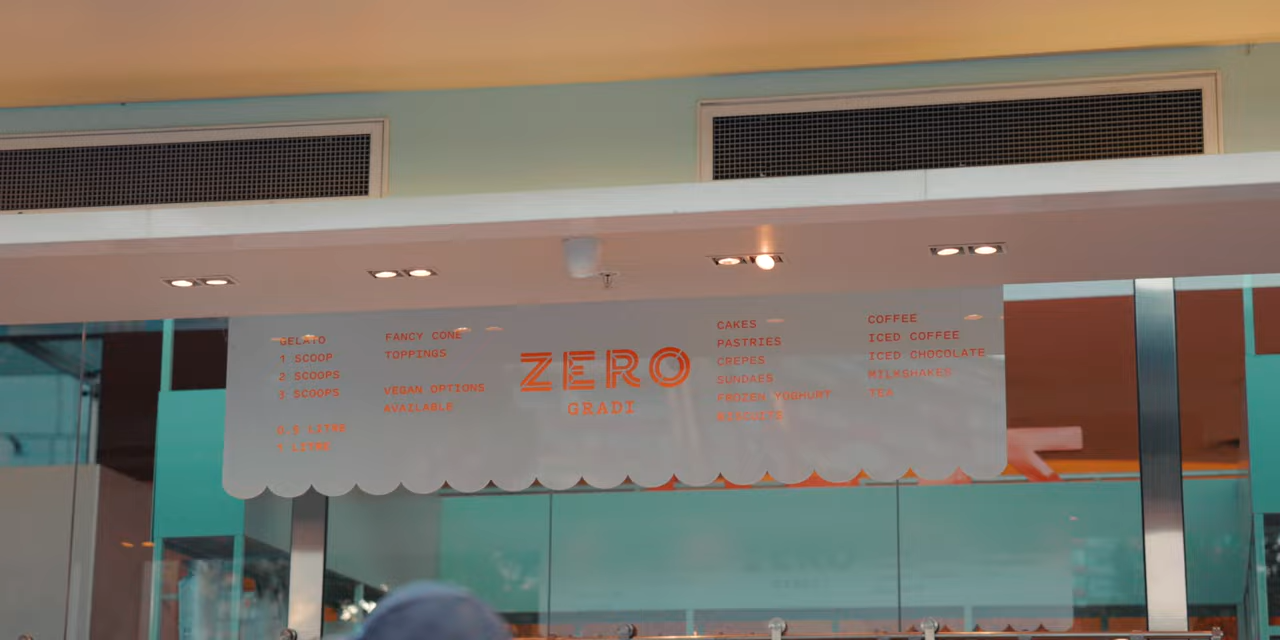 GELATO
1 SCOOP
2 SCOOPS
3 SCOOPS
0.5 LITRE
1 LITRE
FANCY CONE
TOPPINGS
VEGAN OPTIONS
AVAILABLE
ZERO
GRADI
CAKES
PASTRIES
CREPES
SUNDAES
FROZEN YOGHURT
BISCUITS
COFFEE
ICED COFFEE
ICED CHOCOLATE
MILKSHAKES
TEA